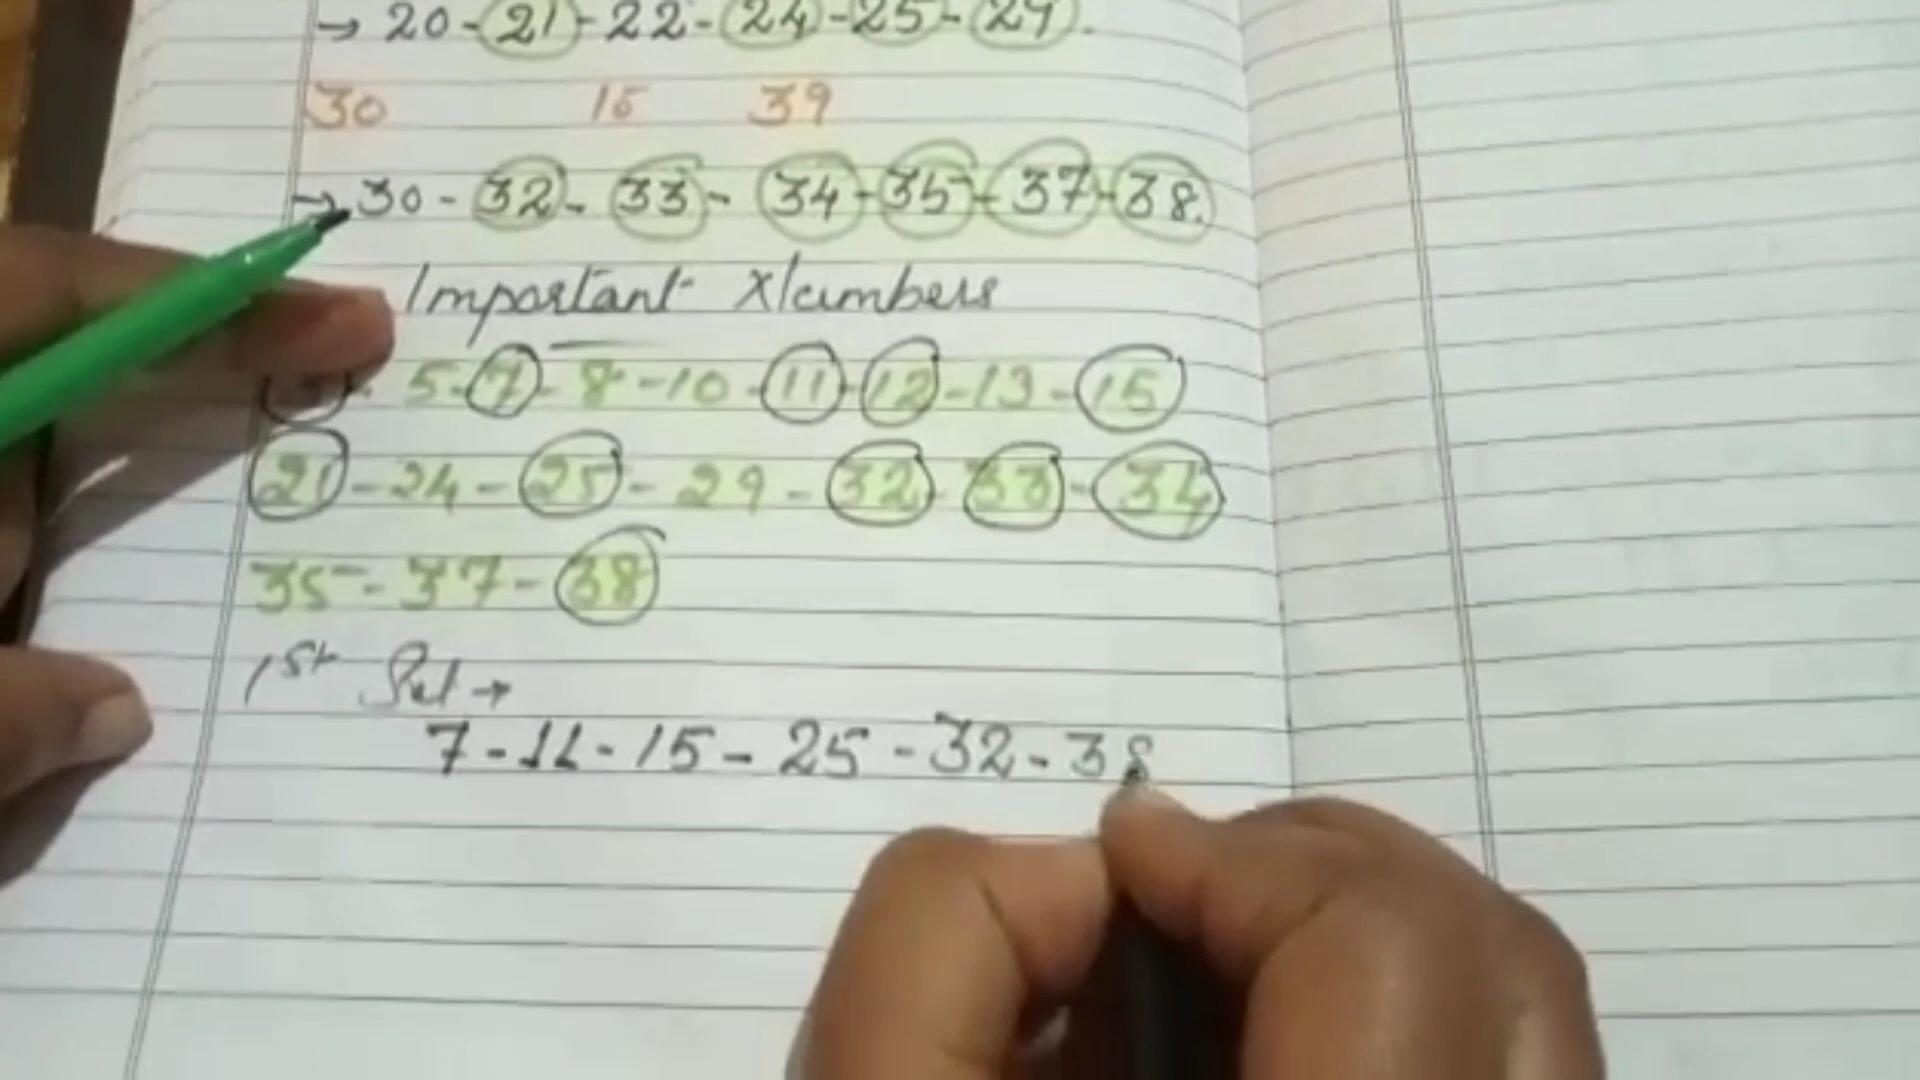 → 20-21-22-24-25-29.
30 15 39
→ 30-32-33-34-35-37-38.
Important Numbers
5-7-8-10-11-12-13-15
21-24-25-29-32-33-34
35-37-38
1st Set →
7-11-15-25-32-38